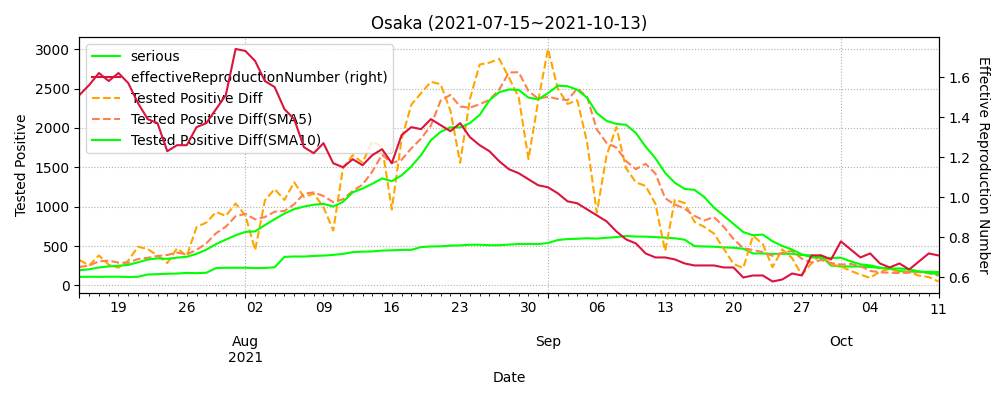 Osaka (2021-07-15~2021-10-13)
serious
effectiveReproductionNumber (right)
Tested Positive Diff
Tested Positive Diff(SMA5)
Tested Positive Diff(SMA10)
Tested Positive
3000
2500
2000
1500
1000
500
0
Effection Number
1.6
1.4
1.2
1.0
0.8
0.6
19 26 02 09 16 23 30 06 13 20 27 04 11
Aug Sep Oct
2021
Date